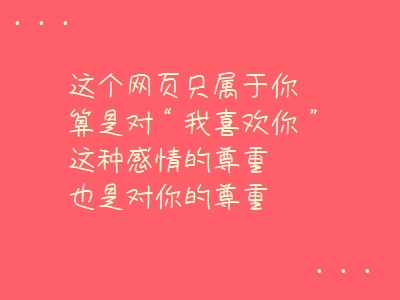 . . .
这个网页只属于你
算是对“我喜欢你”
这种感情的尊重
也是对你的尊重
. . .